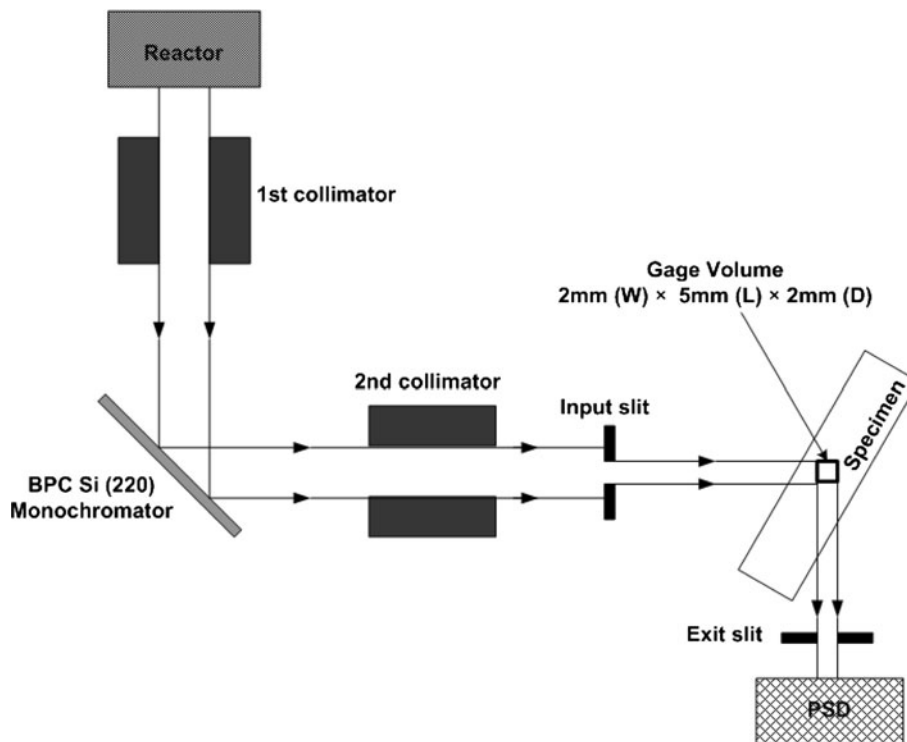 Reactor
1st collimator
Gage Volume
2mm (W) × 5mm (L) × 2mm (D)
2nd collimator
Input slit
Specimen
BPC Si (220)
Monochromator
Exit slit
PSD